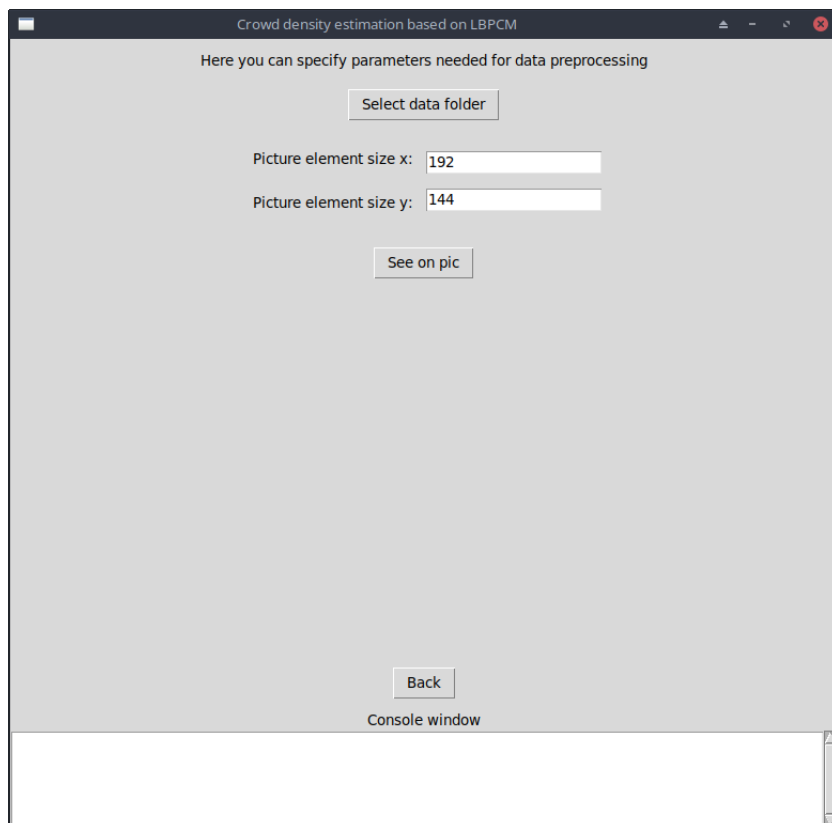 Crowd density estimation based on LBPCM
Here you can specify parameters needed for data preprocessing
Select data folder
Picture element size x: 192
Picture element size y: 144
See on pic
Back
Console window